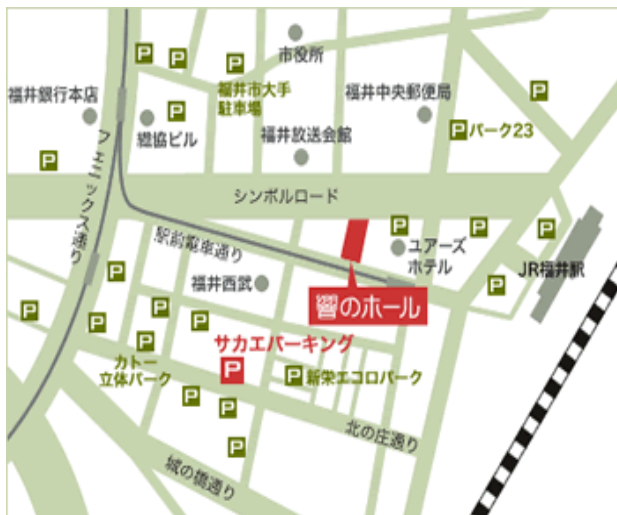 市役所
P
P
P
福井市大手
駐車場
福井銀行本店
P
繊協ビル
福井中央郵便局
P
P パーク23
福井放送会館
P
フェニックス通り
シンボルロード
駅前電車通り
P
P
P
ユアーズ
ホテル
JR福井駅
P
福井西武
P
響のホール
P
P
P
P
P
サカエパーキング
P
カトー
立体パーク
P 新栄エコロパーク
P
P
P
北の庄通り
城の橋通り